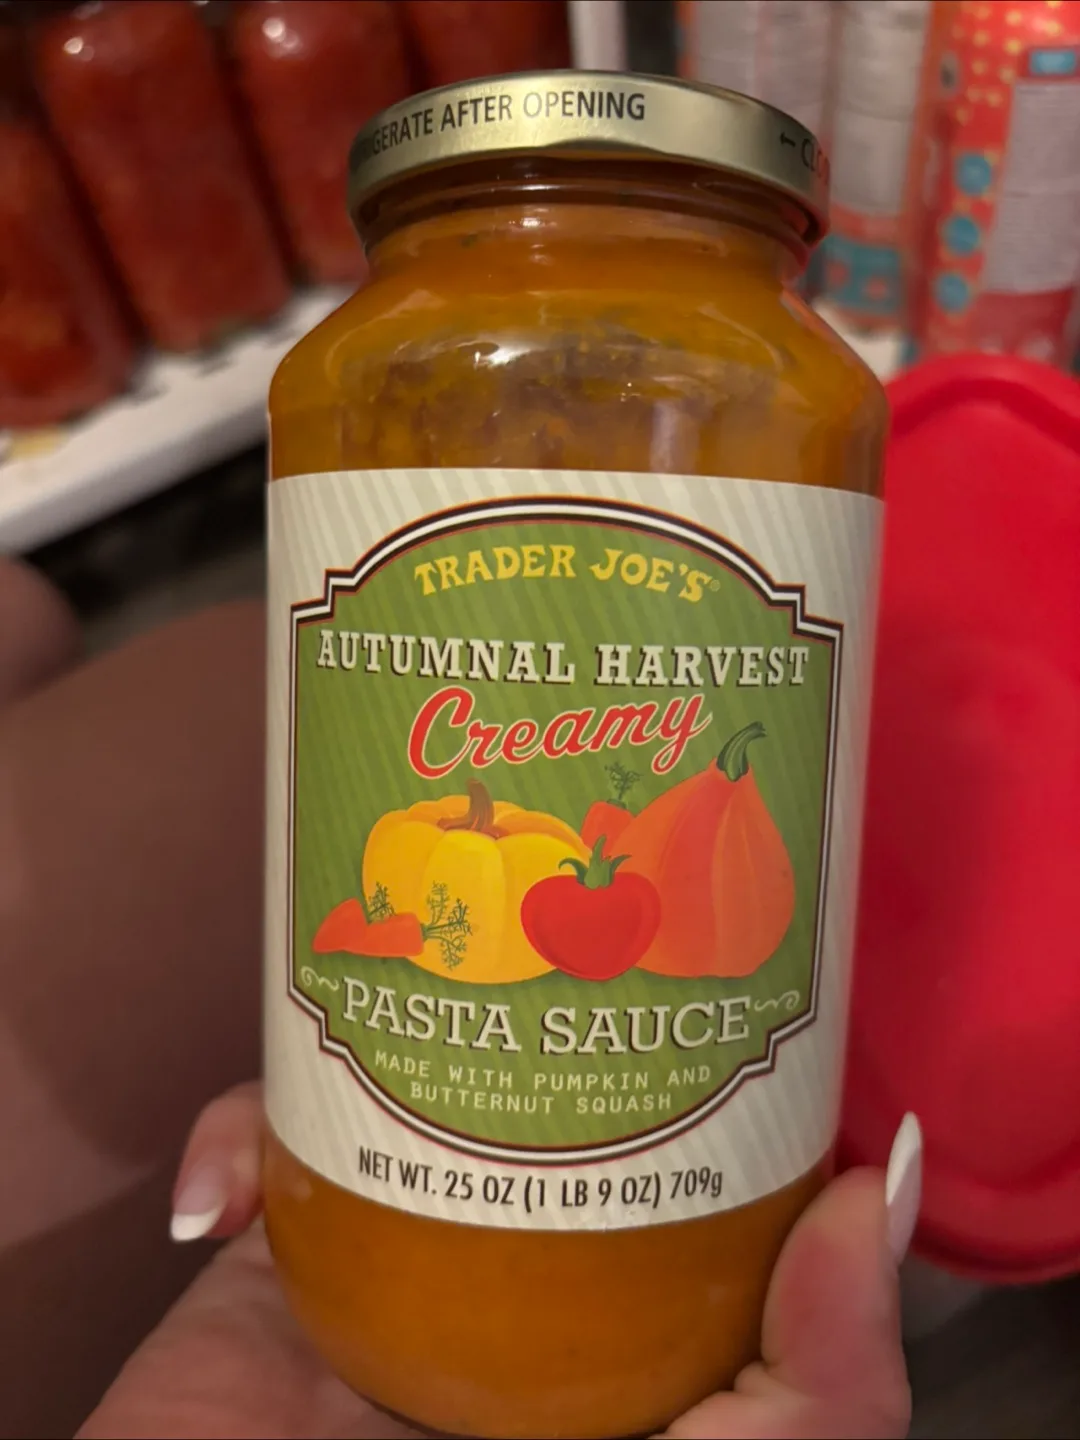 AFTER OPENING
TRADER JOE'S®
AUTUMNAL HARVEST
Creamy
PASTA SAUCE
MADE WITH PUMPKIN AND
BUTTERNUT SQUASH
NET WT. 25 OZ (1 LB 9 OZ) 709g